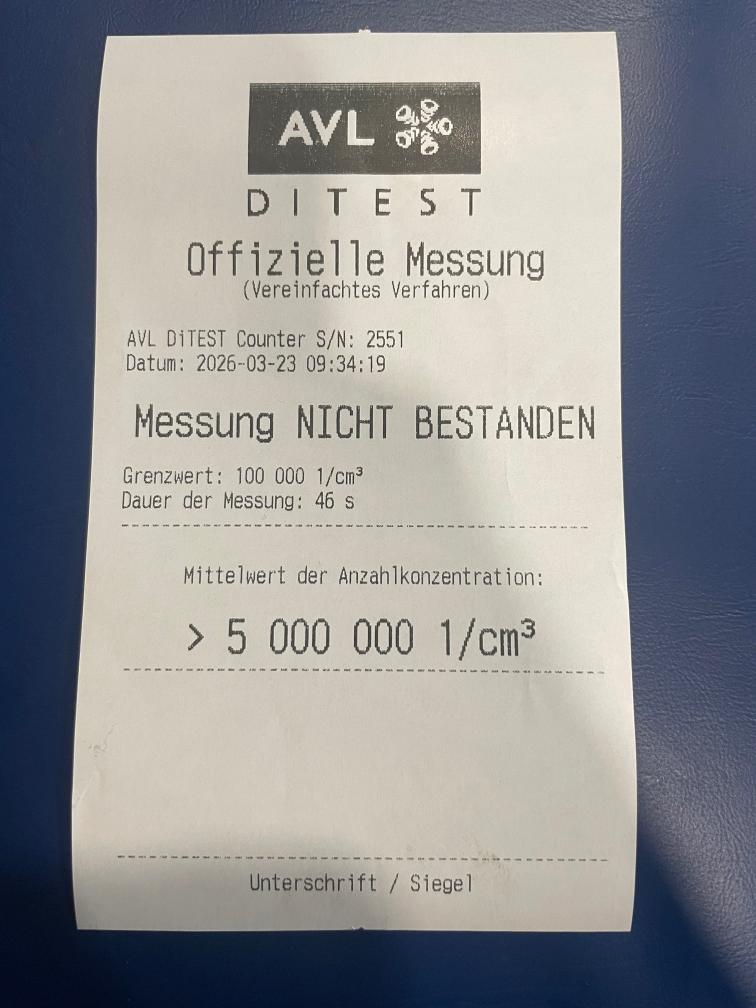 AVL
DITEST
Offizielle Messung
(Vereinfachtes Verfahren)
AVL DiTEST Counter S/N: 2551
Datum: 2026-03-23 09:34:19
Messung NICHT BESTANDEN
Grenzwert: 100 000 1/cm³
Dauer der Messung: 46 s
Mittelwert der Anzahlkonzentration:
> 5 000 000 1/cm³
Unterschrift / Siegel